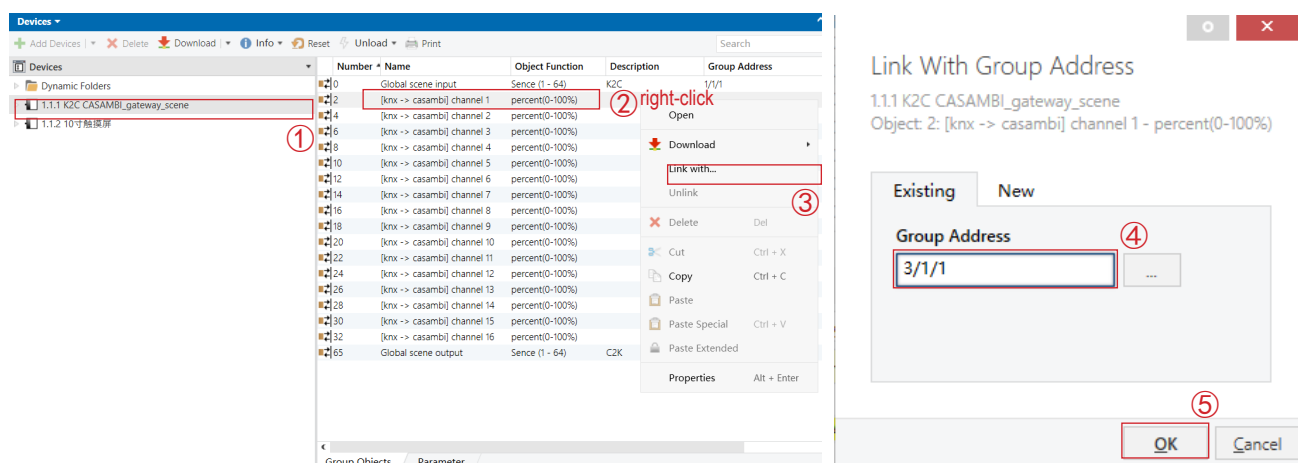 Devices
Add Devices Delete Download Info Reset Unload Print Search
Devices
Dynamic Folders
1.1.1 K2C CASAMBI_gateway_scene
1.1.2 10寸触摸屏
①
Number Name Object Function Description Group Address
0 Global scene input Sence (1 - 64) K2C 1/1/1
2 [knx -> casambi] channel 1 percent(0-100%)
4 [knx -> casambi] channel 2 percent(0-100%)
6 [knx -> casambi] channel 3 percent(0-100%)
8 [knx -> casambi] channel 4 percent(0-100%)
10 [knx -> casambi] channel 5 percent(0-100%)
12 [knx -> casambi] channel 6 percent(0-100%)
14 [knx -> casambi] channel 7 percent(0-100%)
16 [knx -> casambi] channel 8 percent(0-100%)
18 [knx -> casambi] channel 9 percent(0-100%)
20 [knx -> casambi] channel 10 percent(0-100%)
22 [knx -> casambi] channel 11 percent(0-100%)
24 [knx -> casambi] channel 12 percent(0-100%)
26 [knx -> casambi] channel 13 percent(0-100%)
28 [knx -> casambi] channel 14 percent(0-100%)
30 [knx -> casambi] channel 15 percent(0-100%)
32 [knx -> casambi] channel 16 percent(0-100%)
65 Global scene output Sence (1 - 64) C2K
② right-click
Open
Download
Link with...
Unlink
③
Delete Del
Cut Ctrl + X
Copy Ctrl + C
Paste
Paste Special Ctrl + V
Paste Extended
Properties Alt + Enter
Group Objects Parameter
Link With Group Address
1.1.1 K2C CASAMBI_gateway_scene
Object: 2: [knx -> casambi] channel 1 - percent(0-100%)
Existing New
Group Address
④
3/1/1 ...
⑤
OK Cancel